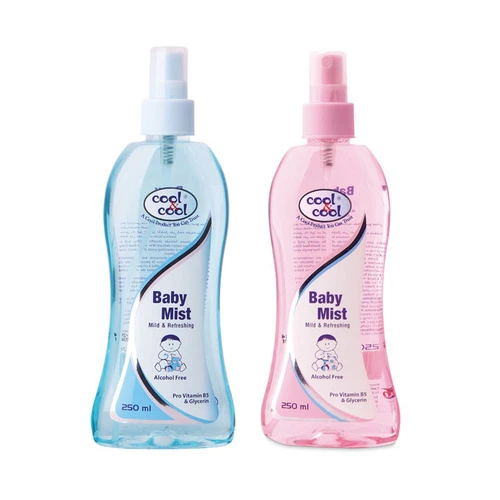 cool
& cool
A Cool Product You Can Trust
Baby
Mist
Mild & Refreshing
Alcohol Free
Pro Vitamin B5
& Glycerin
250 ml
cool
& cool
A Cool Product You Can Trust
Baby
Mist
Mild & Refreshing
Alcohol Free
Pro Vitamin B5
& Glycerin
250 ml